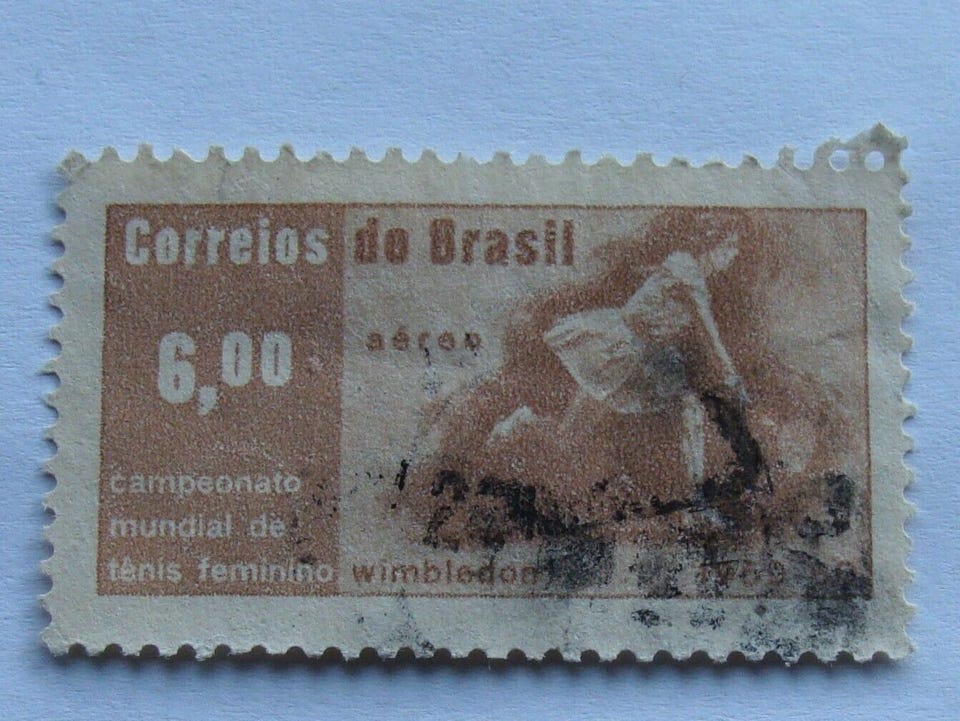 Correios do Brasil
6,00
aéreo
campeonato
mundial de
tênis feminino wimbledon